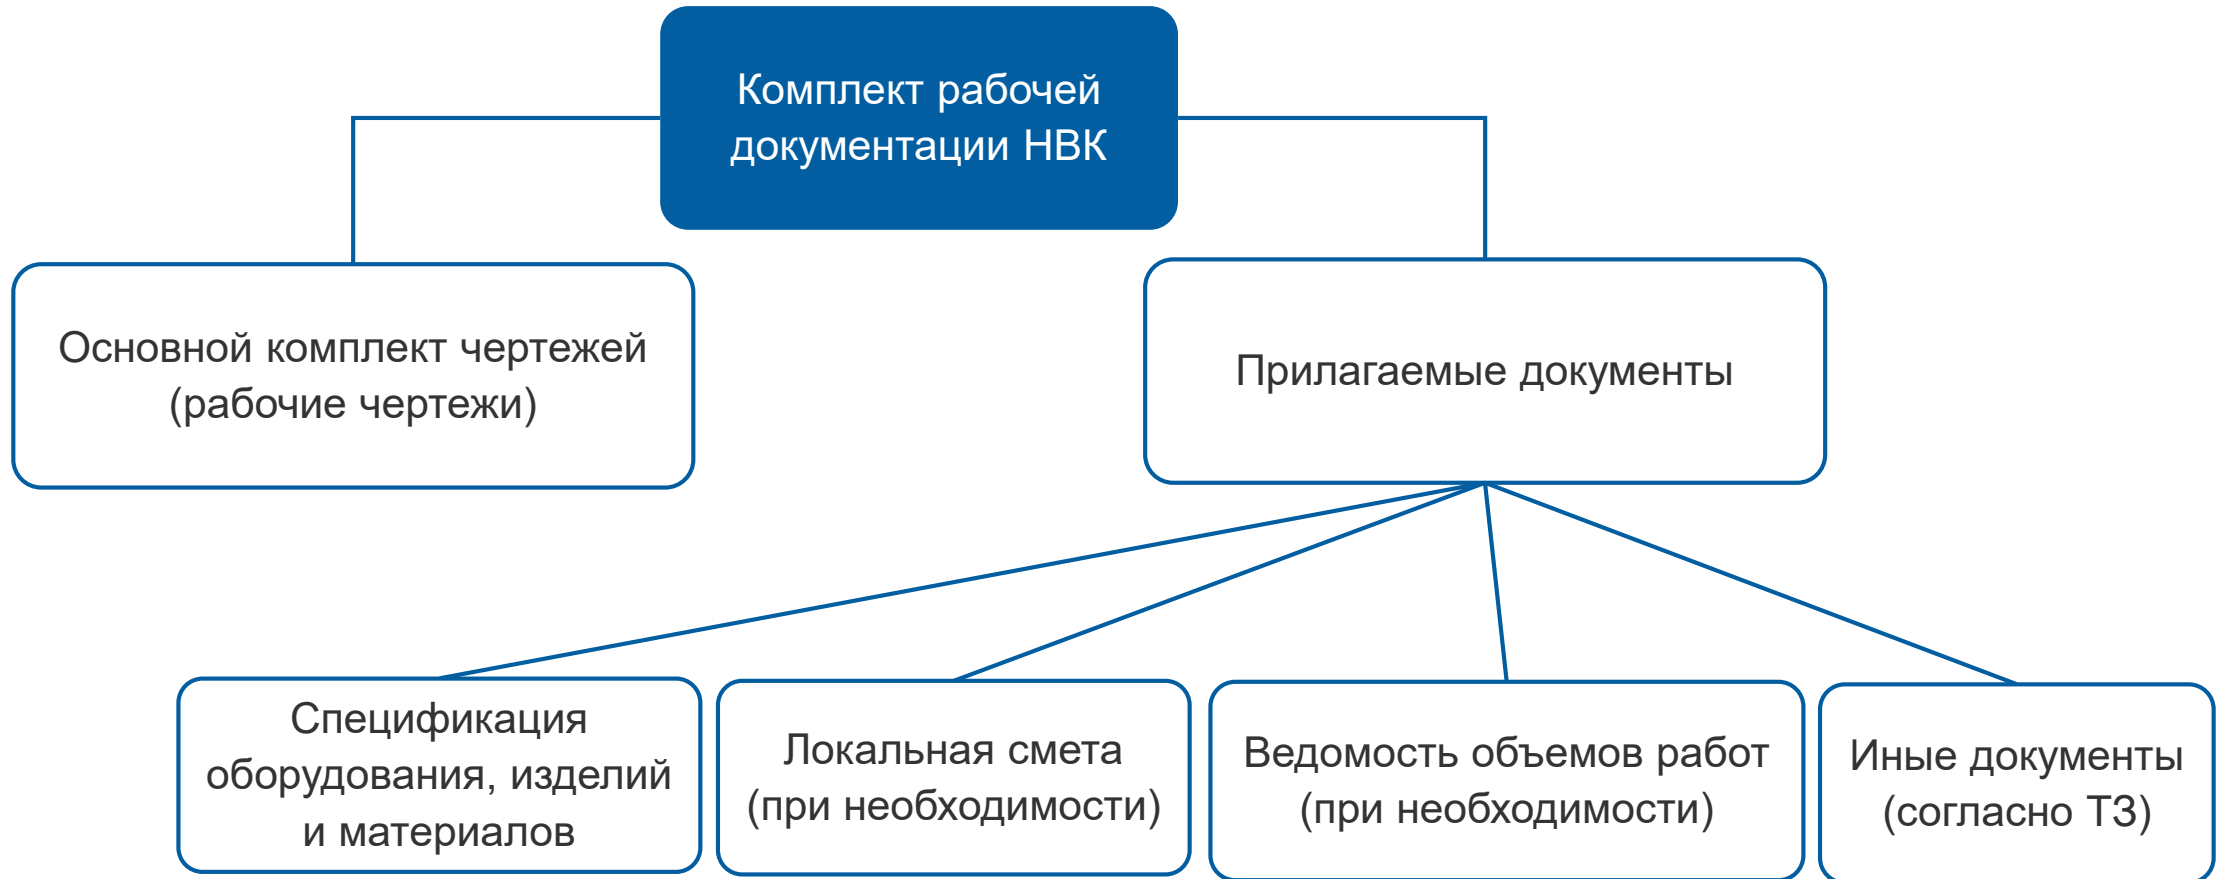 Комплект рабочей
документации НВК
Основной комплект чертежей
(рабочие чертежи)
Прилагаемые документы
Спецификация
оборудования, изделий
и материалов
Локальная смета
(при необходимости)
Ведомость объемов работ
(при необходимости)
Иные документы
(согласно ТЗ)